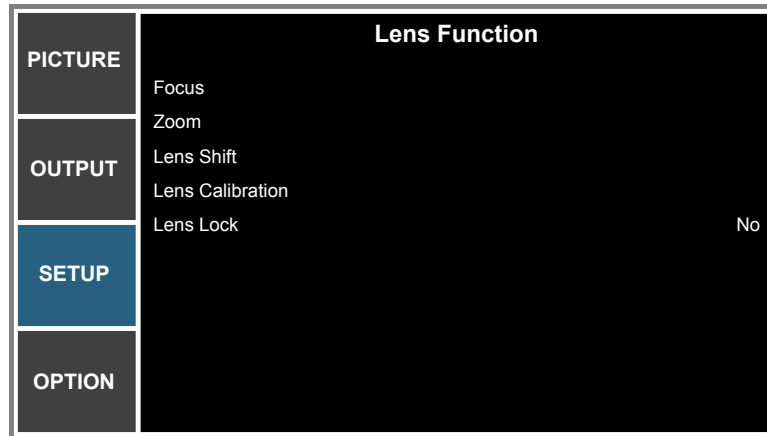 PICTURE
OUTPUT
SETUP
OPTION
Lens Function
Focus
Zoom
Lens Shift
Lens Calibration
Lens Lock No